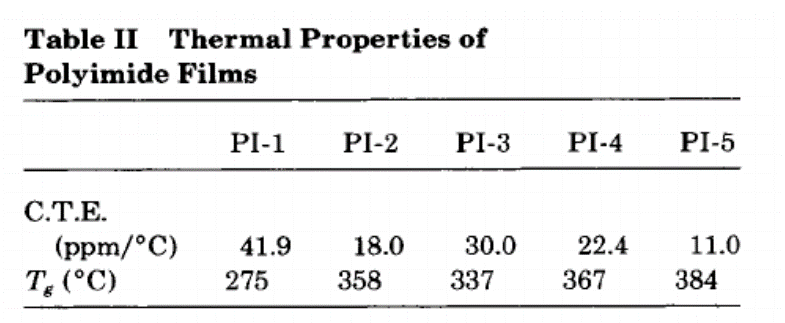 Table II Thermal Properties of
Polyimide Films
PI-1 PI-2 PI-3 PI-4 PI-5
C.T.E.
(ppm/°C) 41.9 18.0 30.0 22.4 11.0
Tg (°C) 275 358 337 367 384